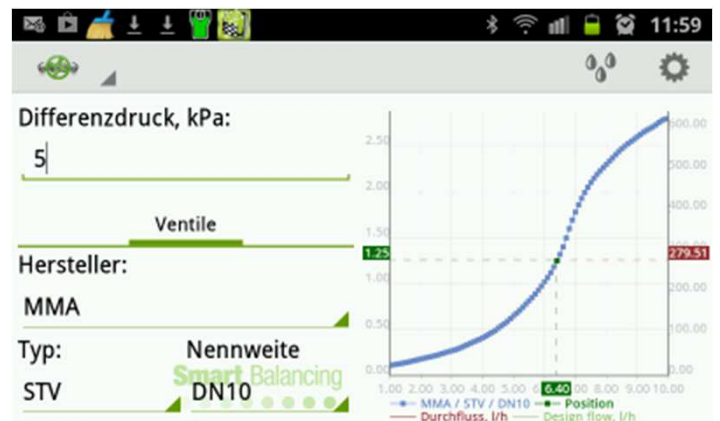 11:59
Differenzdruck, kPa:
5
Ventile
Hersteller:
MMA
Typ:
Nennweite
STV
DN10
Smart Balancing
2.50
2.00
1.50
1.25
1.00
0.50
0.00
600.00
500.00
400.00
279.51
200.00
100.00
0.00
1.00 2.00 3.00 4.00 5.00 6.40 8.00 9.00 10.00
MMA / STV / DN10 Position
Durchfluss, l/h Design flow, l/h